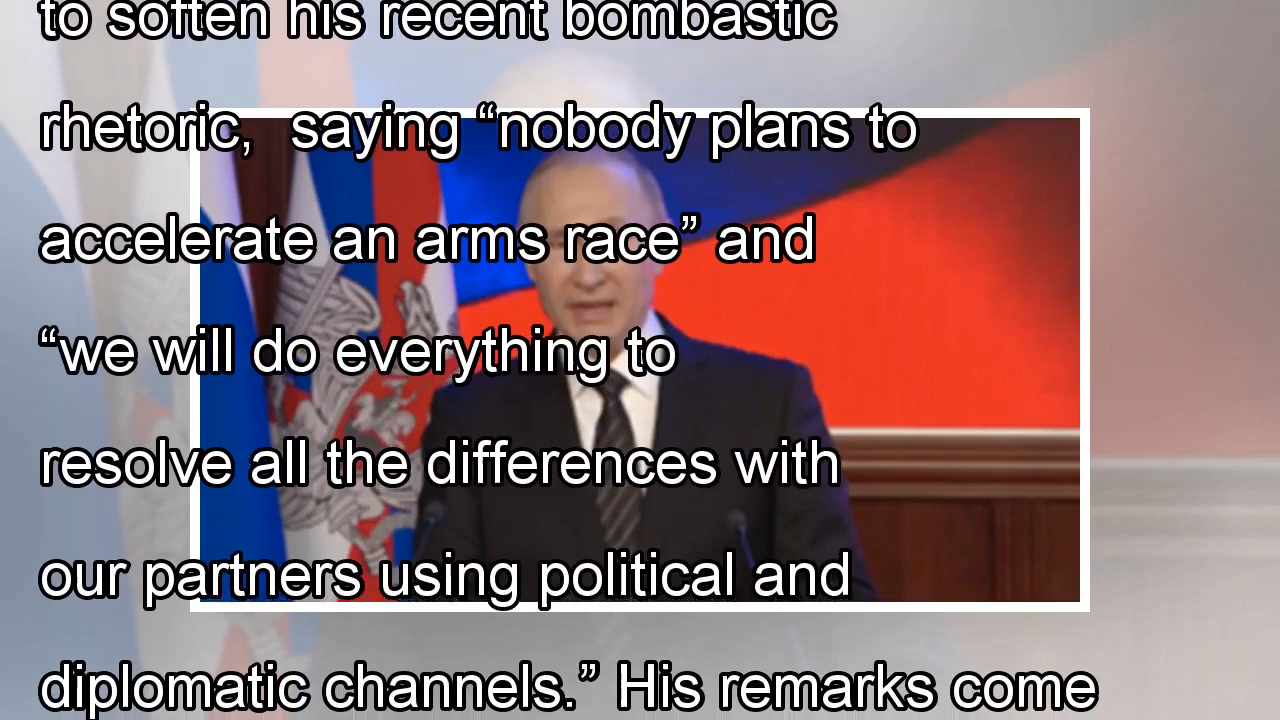 to soften his recent bombastic
rhetoric, saying “nobody plans to
accelerate an arms race” and
“we will do everything to
resolve all the differences with
our partners using political and
diplomatic channels.” His remarks come